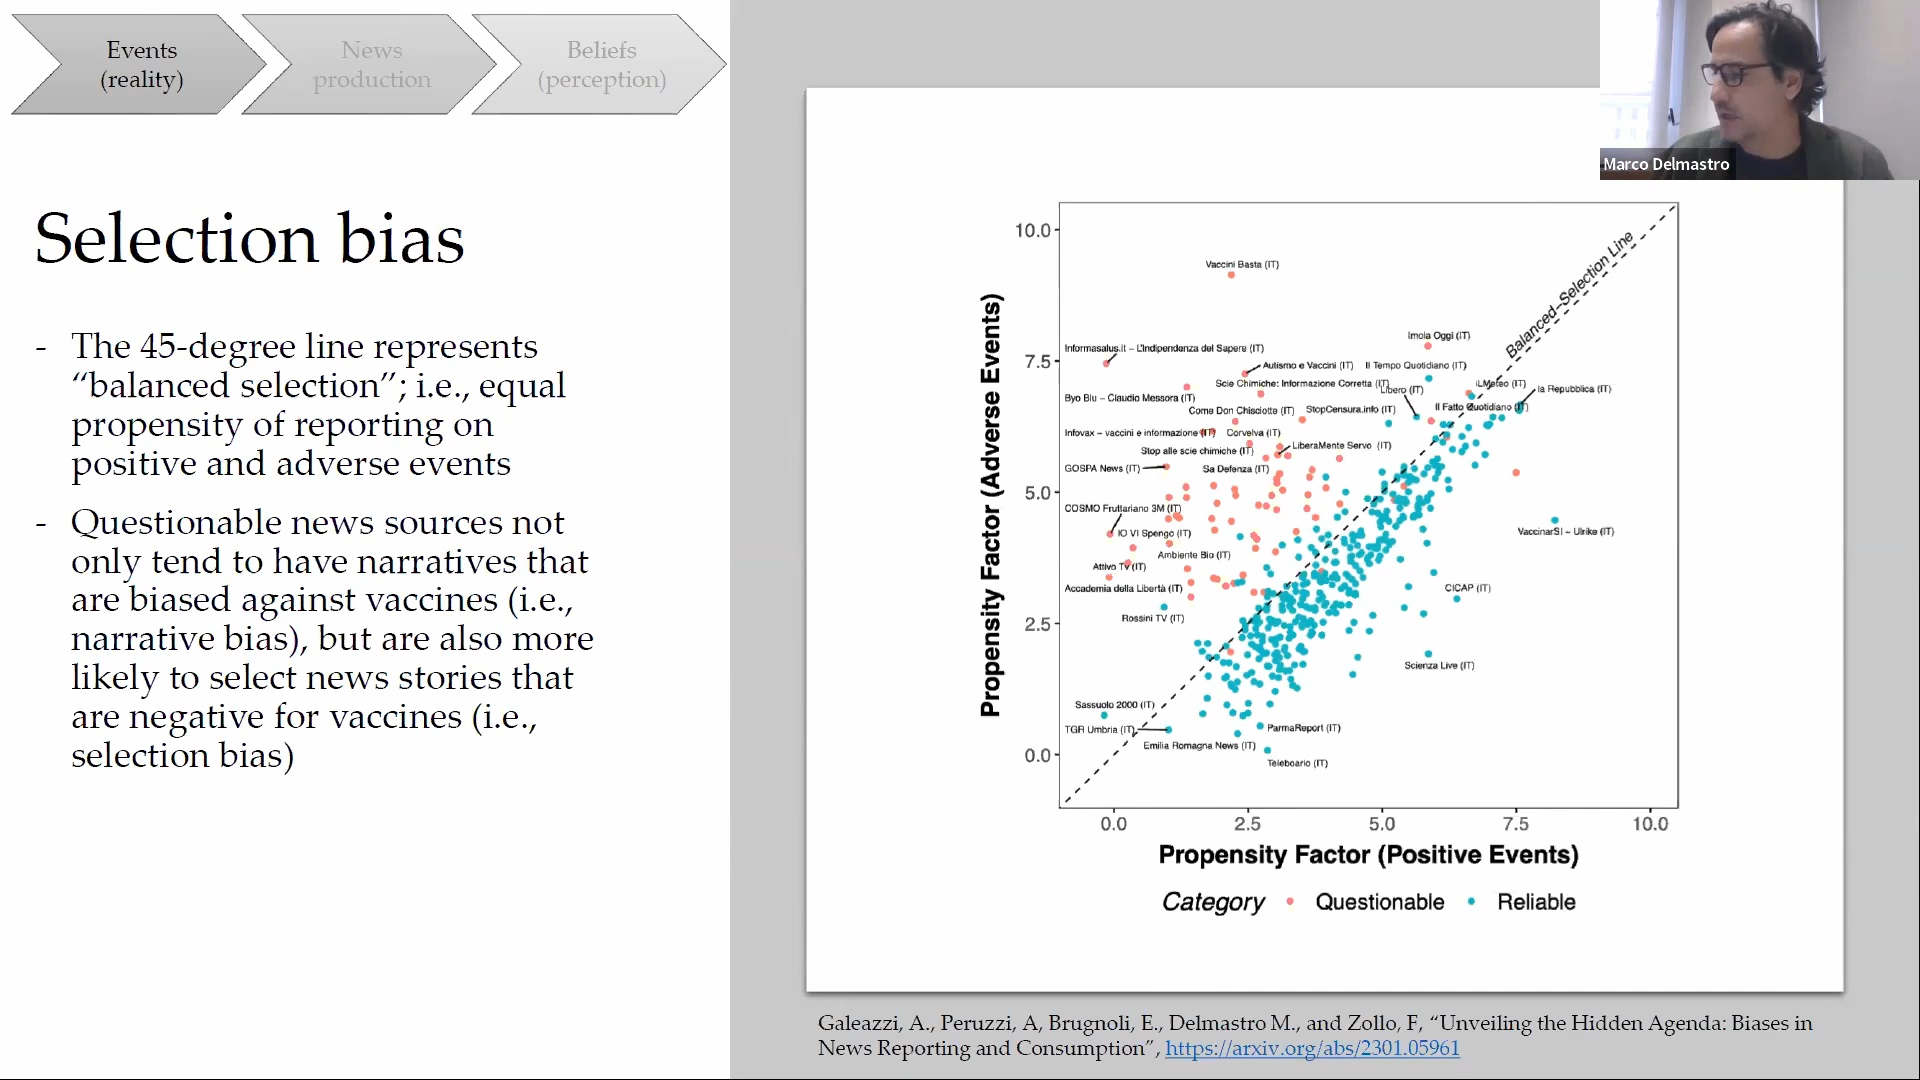 Events
(reality)
News
production
Beliefs
(perception)
Marco Delmastro
Selection bias
- The 45-degree line represents
“balanced selection”; i.e., equal
propensity of reporting on
positive and adverse events
- Questionable news sources not
only tend to have narratives that
are biased against vaccines (i.e.,
narrative bias), but are also more
likely to select news stories that
are negative for vaccines (i.e.,
selection bias)
Propensity Factor (Adverse Events)
10.0
7.5
5.0
2.5
0.0
Balanced-Selection Line
Vaccini Basta (IT)
Imola Oggi (IT)
Informasalus.it – L'Indipendenza del Sapere (IT)
Autismo e Vaccini (IT)
Il Tempo Quotidiano (IT)
Scie Chimiche: Informazione Corretta (IT)
Libero (IT)
iLMeteo (IT)
la Repubblica (IT)
Byo Blu – Claudio Messora (IT)
Come Don Chisciotte (IT)
StopCensura.info (IT)
Il Fatto Quotidiano (IT)
Infovax – vaccini e informazione (IT)
Corvelva (IT)
Stop alle scie chimiche (IT)
LiberaMente Servo (IT)
GOSPA News (IT)
Sa Defenza (IT)
COSMO Fruttariano 3M (IT)
IO VI Spengo (IT)
VaccinarSI – Ulrike (IT)
Ambiente Bio (IT)
Attivo TV (IT)
Accademia della Libertà (IT)
CICAP (IT)
Rossini TV (IT)
Scienza Live (IT)
Sassuolo 2000 (IT)
TGR Umbria (IT)
ParmaReport (IT)
Emilia Romagna News (IT)
Teleboario (IT)
0.0
2.5
5.0
7.5
10.0
Propensity Factor (Positive Events)
Category Questionable Reliable
Galeazzi, A., Peruzzi, A, Brugnoli, E., Delmastro M., and Zollo, F, “Unveiling the Hidden Agenda: Biases in
News Reporting and Consumption”, https://arxiv.org/abs/2301.05961